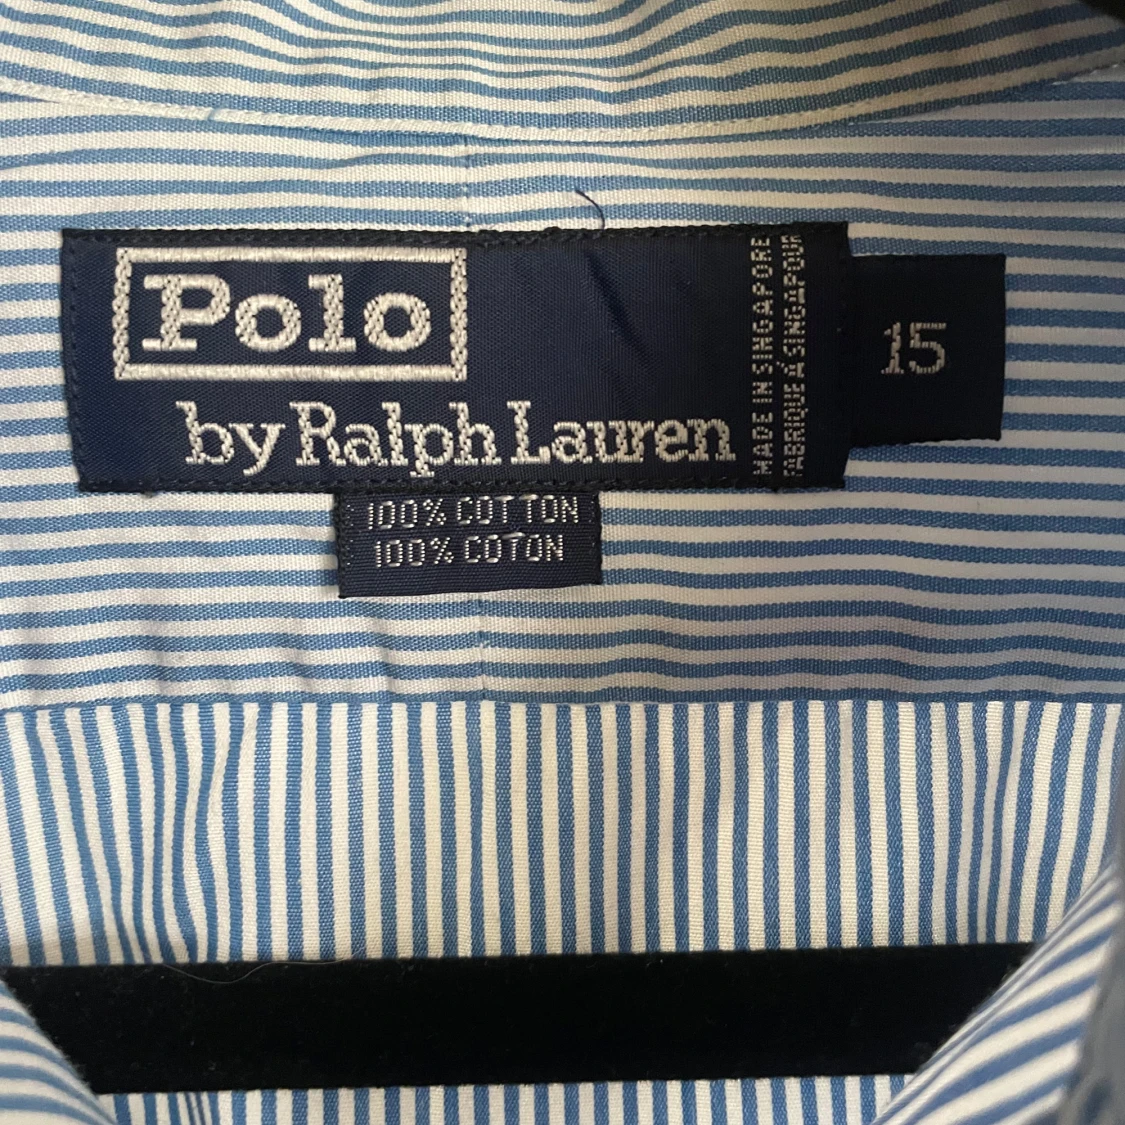 Polo
by Ralph Lauren
MADE IN SINGAPORE
FABRIQUÉ À SINGAPOUR
15
100% COTTON
100% COTON